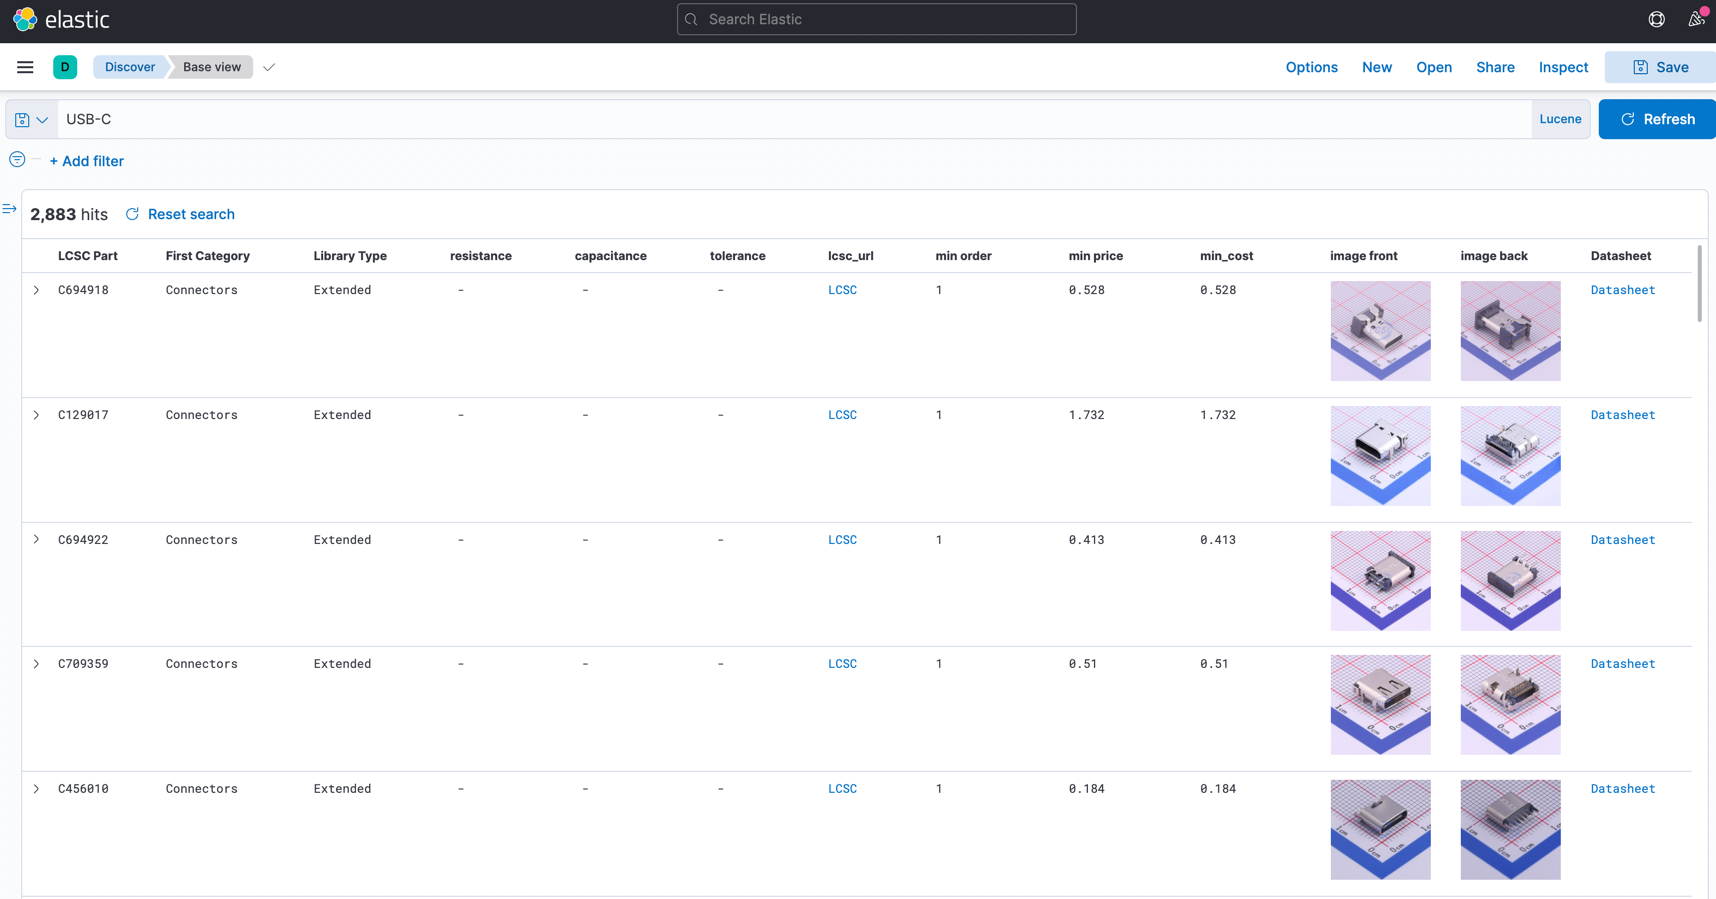 elastic
Search Elastic
D
Discover
Base view
Options
New
Open
Share
Inspect
Save
USB-C
Lucene
Refresh
+ Add filter
2,883 hits
Reset search
LCSC Part First Category Library Type resistance capacitance tolerance lcsc_url min order min price min_cost image front image back Datasheet
C694918 Connectors Extended - - - LCSC 1 0.528 0.528 Datasheet
C129017 Connectors Extended - - - LCSC 1 1.732 1.732 Datasheet
C694922 Connectors Extended - - - LCSC 1 0.413 0.413 Datasheet
C709359 Connectors Extended - - - LCSC 1 0.51 0.51 Datasheet
C456010 Connectors Extended - - - LCSC 1 0.184 0.184 Datasheet